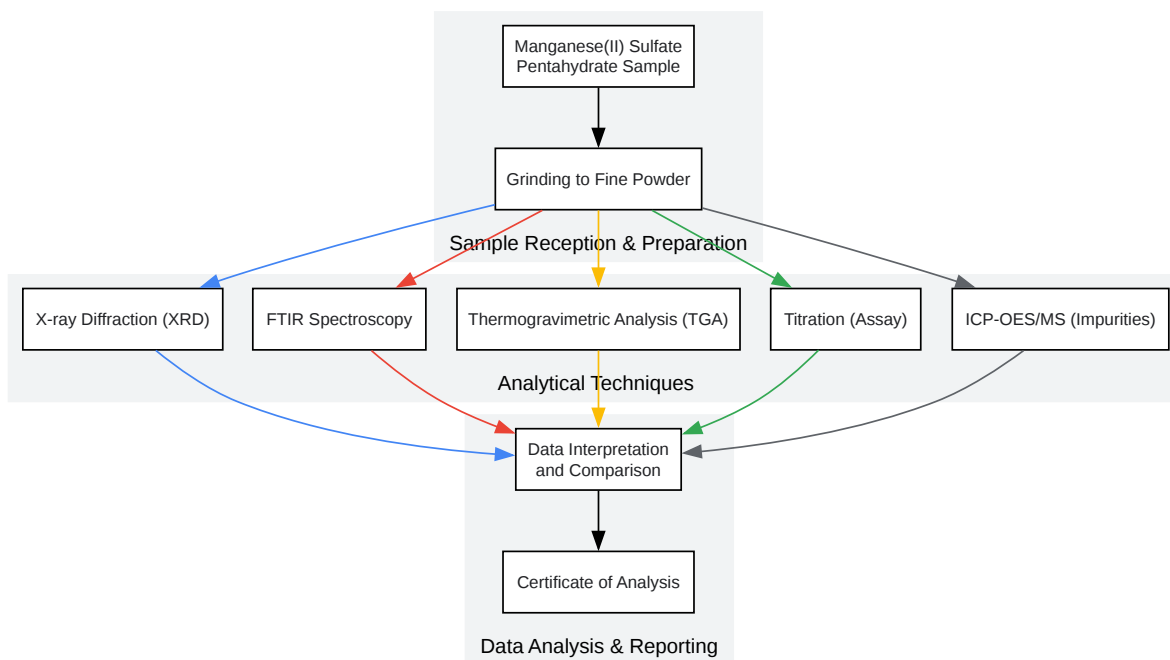 Manganese(II) Sulfate
Pentahydrate Sample
Grinding to Fine Powder
Sample Reception & Preparation
X-ray Diffraction (XRD)
FTIR Spectroscopy
Thermogravimetric Analysis (TGA)
Titration (Assay)
ICP-OES/MS (Impurities)
Analytical Techniques
Data Interpretation
and Comparison
Certificate of Analysis
Data Analysis & Reporting